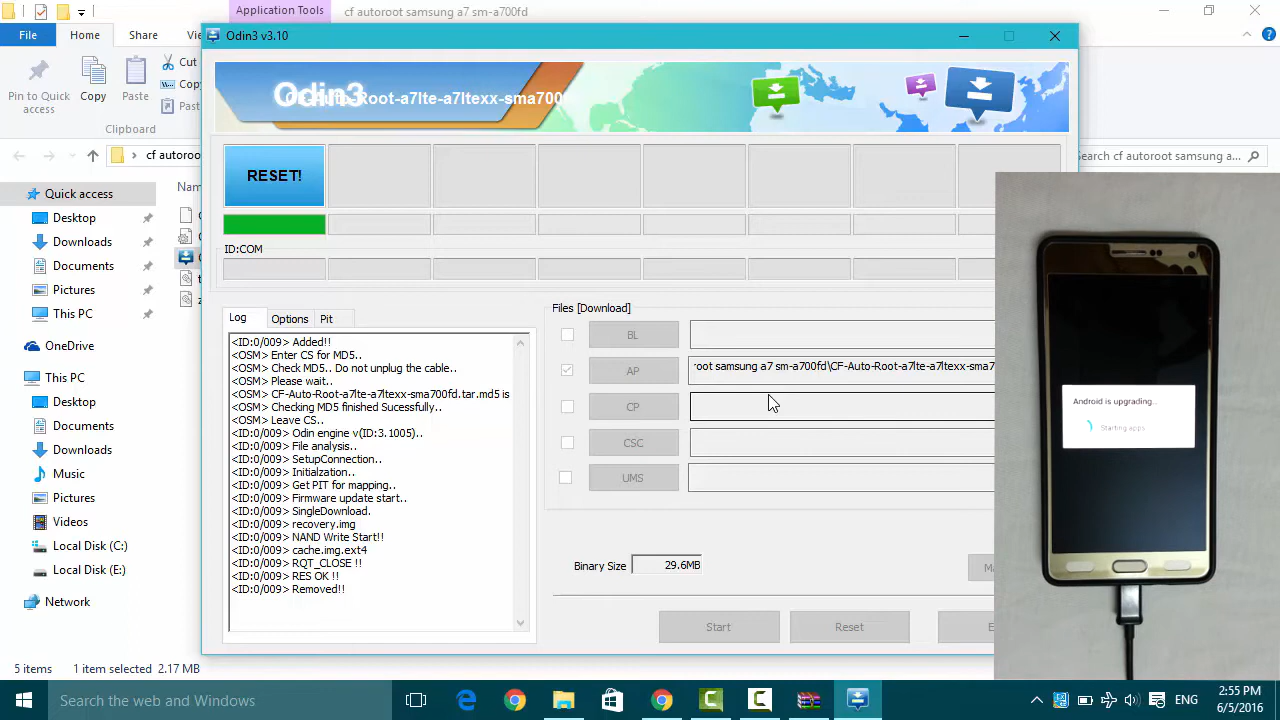 Application Tools
cf autoroot samsung a7 sm-a700fd
File
Home
Share
Odin3 v3.10
Pin to Quick
access
Copy
Paste
Cut
Clipboard
Odin3
CF-Auto-Root-a7lte-a7ltexx-sma700
cf autoroot
Search cf autoroot samsung a...
Quick access
Desktop
Downloads
Documents
Pictures
This PC
OneDrive
This PC
Desktop
Documents
Downloads
Music
Pictures
Videos
Local Disk (C:)
Local Disk (E:)
Network
RESET!
ID:COM
Log
Options
Pit
<ID:0/009> Added!!
<OSM> Enter CS for MD5..
<OSM> Check MD5.. Do not unplug the cable..
<OSM> Please wait..
<OSM> CF-Auto-Root-a7lte-a7ltexx-sma700fd.tar.md5 is
<OSM> Checking MD5 finished Sucessfully..
<OSM> Leave CS..
<ID:0/009> Odin engine v(ID:3.1005)..
<ID:0/009> File analysis..
<ID:0/009> SetupConnection..
<ID:0/009> Initialzation..
<ID:0/009> Get PIT for mapping..
<ID:0/009> Firmware update start..
<ID:0/009> SingleDownload.
<ID:0/009> recovery.img
<ID:0/009> NAND Write Start!!
<ID:0/009> cache.img.ext4
<ID:0/009> RQT_CLOSE !!
<ID:0/009> RES OK !!
<ID:0/009> Removed!!
Files [Download]
BL
AP
oot samsung a7 sm-a700fd\CF-Auto-Root-a7lte-a7ltexx-sma7
CP
CSC
UMS
Binary Size
29.6MB
Start
Reset
Android is upgrading...
Starting apps.
5 items
1 item selected 2.17 MB
Search the web and Windows
ENG
2:55 PM
6/5/2016